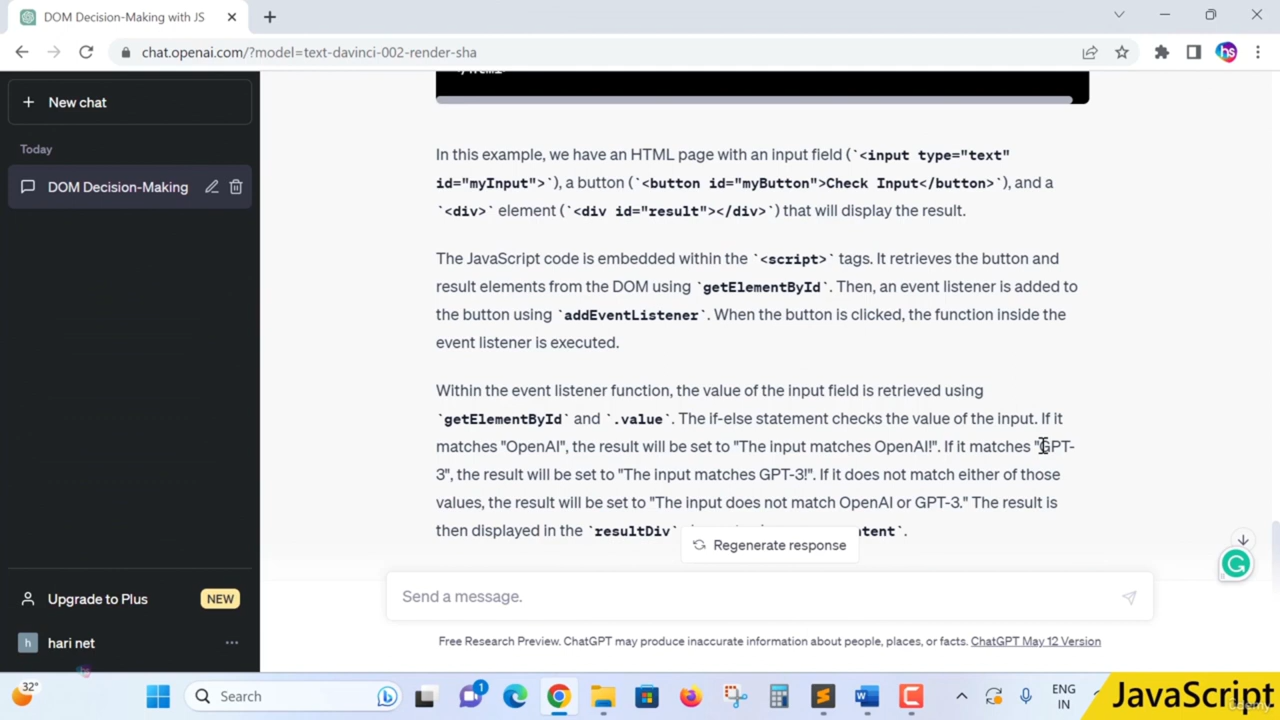 DOM Decision-Making with JS
chat.openai.com/?model=text-davinci-002-render-sha
hs
New chat
Today
DOM Decision-Making
In this example, we have an HTML page with an input field (`<input type="text"
id="myInput">`), a button (`<button id="myButton">Check Input</button>`), and a
`<div>` element (`<div id="result"></div>`) that will display the result.
The JavaScript code is embedded within the `<script>` tags. It retrieves the button and
result elements from the DOM using `getElementById`. Then, an event listener is added to
the button using `addEventListener`. When the button is clicked, the function inside the
event listener is executed.
Within the event listener function, the value of the input field is retrieved using
`getElementById` and `.value`. The if-else statement checks the value of the input. If it
matches "OpenAI", the result will be set to "The input matches OpenAI!". If it matches "GPT-
3", the result will be set to "The input matches GPT-3!". If it does not match either of those
values, the result will be set to "The input does not match OpenAI or GPT-3." The result is
then displayed in the `resultDiv`
Regenerate response
Send a message.
Free Research Preview. ChatGPT may produce inaccurate information about people, places, or facts. ChatGPT May 12 Version
Upgrade to Plus
NEW
h
hari net
32°
Search
1
ENG
IN
JavaScript
Udemy